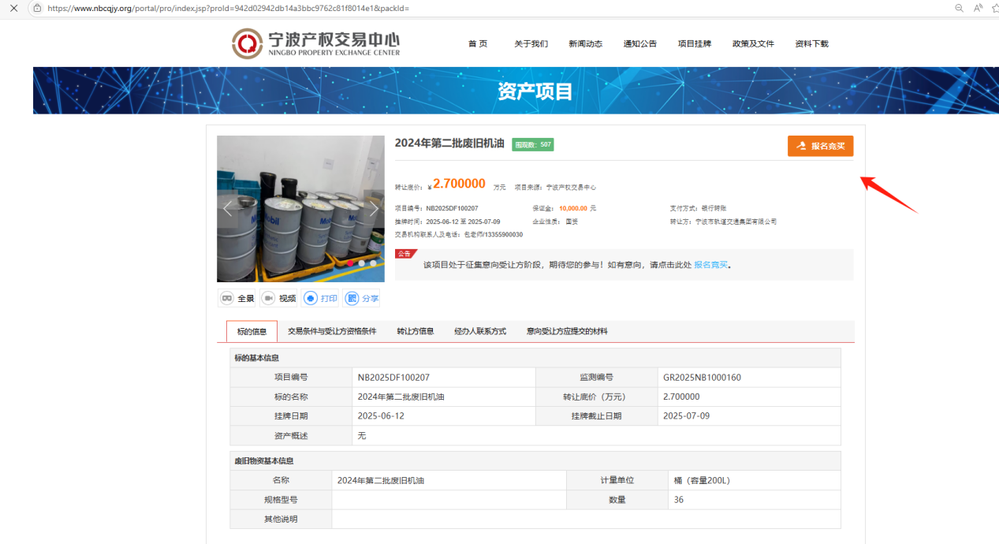 https://www.nbcqjy.org/portal/pro/index.jsp?proId=942d02942db14a3bbc9762c81f8014e1&packId=
宁波产权交易中心
NINGBO PROPERTY EXCHANGE CENTER
首 页 关于我们 新闻动态 通知公告 项目挂牌 政策及文件 资料下载
资产项目
2024年第二批废旧机油 围观数：507 报名竞买
转让底价：¥2.700000 万元 项目来源：宁波产权交易中心
项目编号：NB2025DF100207 保证金：10,000.00 元 支付方式：银行转账
挂牌时间：2025-06-12 至 2025-07-09 企业性质：国资 转让方：宁波市轨道交通集团有限公司
交易机构联系人及电话：包老师/13355900030
公告
该项目处于征集意向受让方阶段，期待您的参与！如有意向，请点击此处 报名竞买。
Mobil
全景 视频 打印 分享
标的信息 交易条件与受让方资格条件 转让方信息 经办人联系方式 意向受让方应提交的材料
标的基本信息
项目编号 NB2025DF100207 监测编号 GR2025NB1000160
标的名称 2024年第二批废旧机油 转让底价（万元） 2.700000
挂牌日期 2025-06-12 挂牌截止日期 2025-07-09
资产概述 无
废旧物资基本信息
名称 2024年第二批废旧机油 计量单位 桶（容量200L）
规格型号 数量 36
其他说明